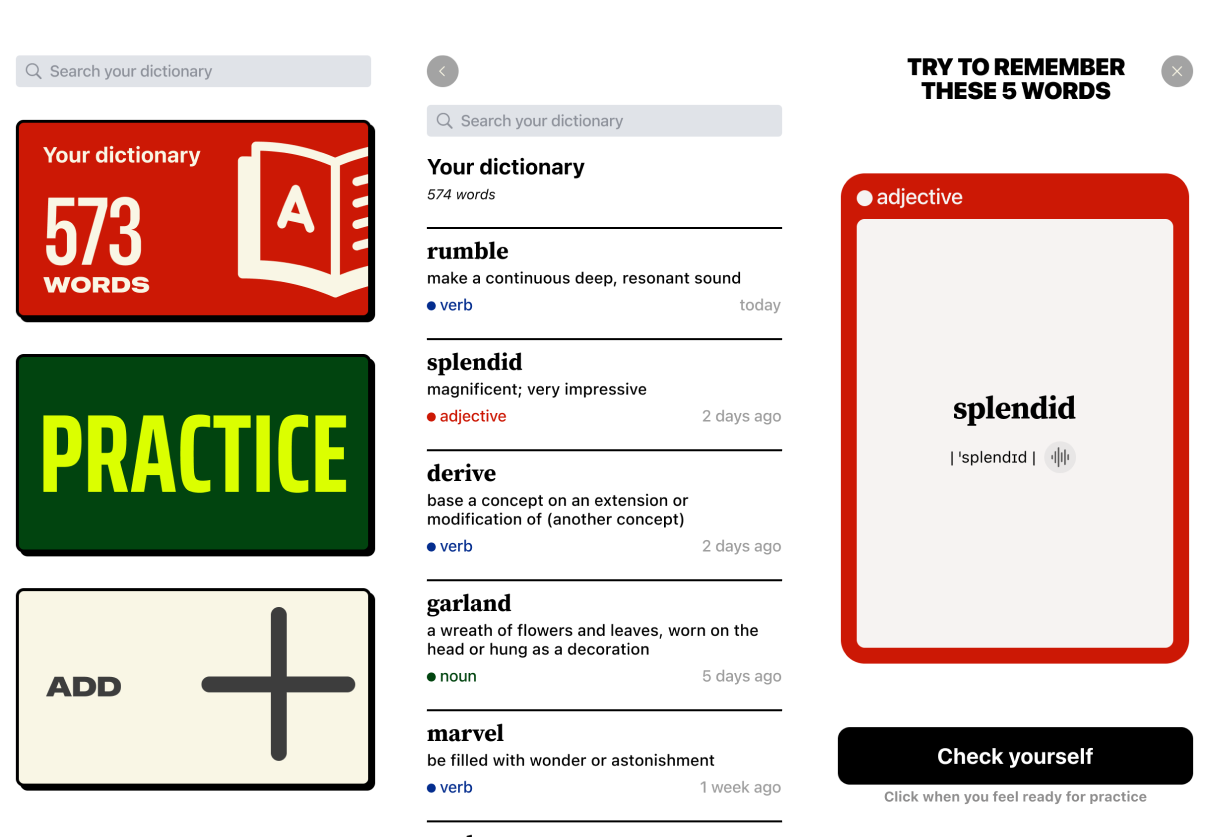 Search your dictionary
Your dictionary
573
WORDS
A
PRACTICE
ADD
Search your dictionary
Your dictionary
574 words
rumble
make a continuous deep, resonant sound
verb
today
splendid
magnificent; very impressive
adjective
2 days ago
derive
base a concept on an extension or
modification of (another concept)
verb
2 days ago
garland
a wreath of flowers and leaves, worn on the
head or hung as a decoration
noun
5 days ago
marvel
be filled with wonder or astonishment
verb
1 week ago
TRY TO REMEMBER
THESE 5 WORDS
adjective
splendid
| ˈsplendɪd |
Check yourself
Click when you feel ready for practice